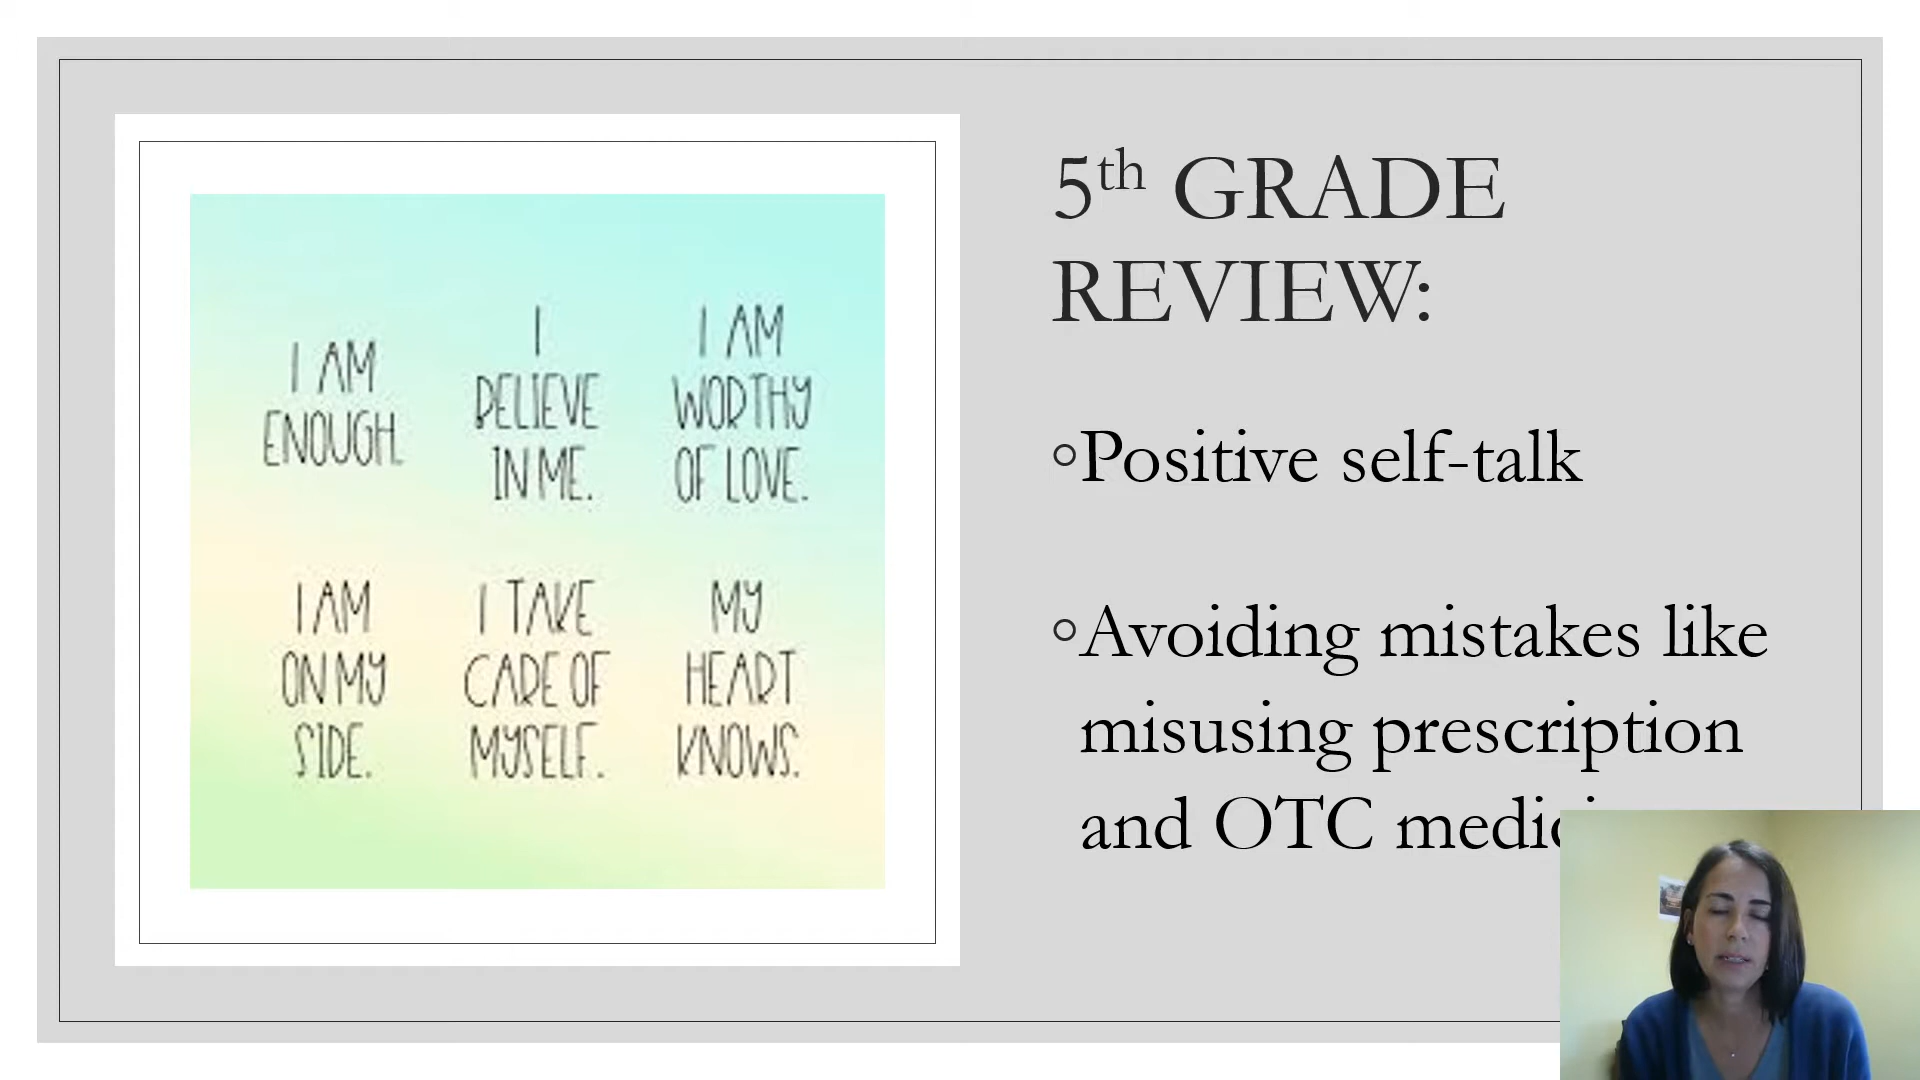 I AM
ENOUGH.
I
BELIEVE
IN ME.
I AM
WORTHY
OF LOVE.
I AM
ON MY
SIDE.
I TAKE
CARE OF
MYSELF.
MY
HEART
KNOWS.
5th GRADE
REVIEW:
◦Positive self-talk
◦Avoiding mistakes like
misusing prescription
and OTC